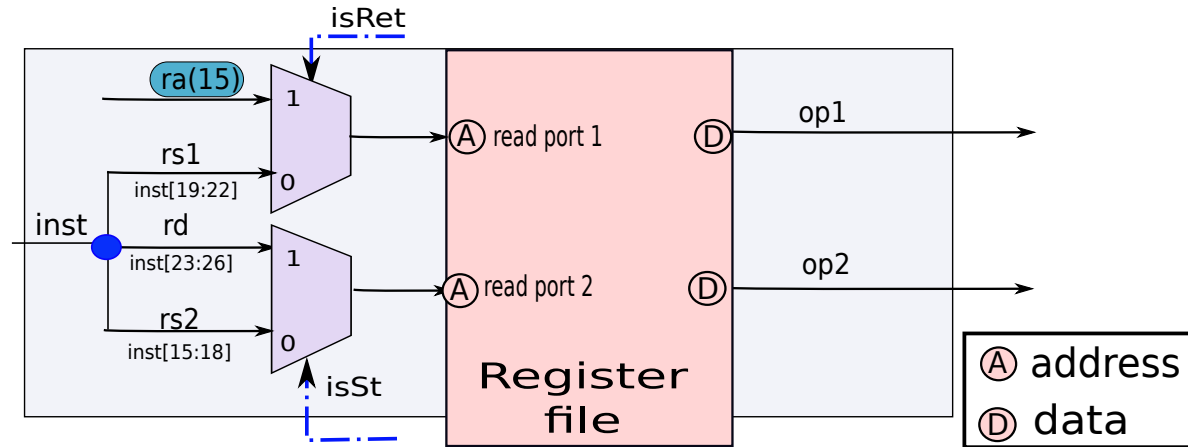 isRet
ra(15)
1
rs1
0
inst[19:22]
inst
rd
inst[23:26]
1
rs2
0
inst[15:18]
isSt
A read port 1
D
op1
A read port 2
D
op2
Register
file
A address
D data